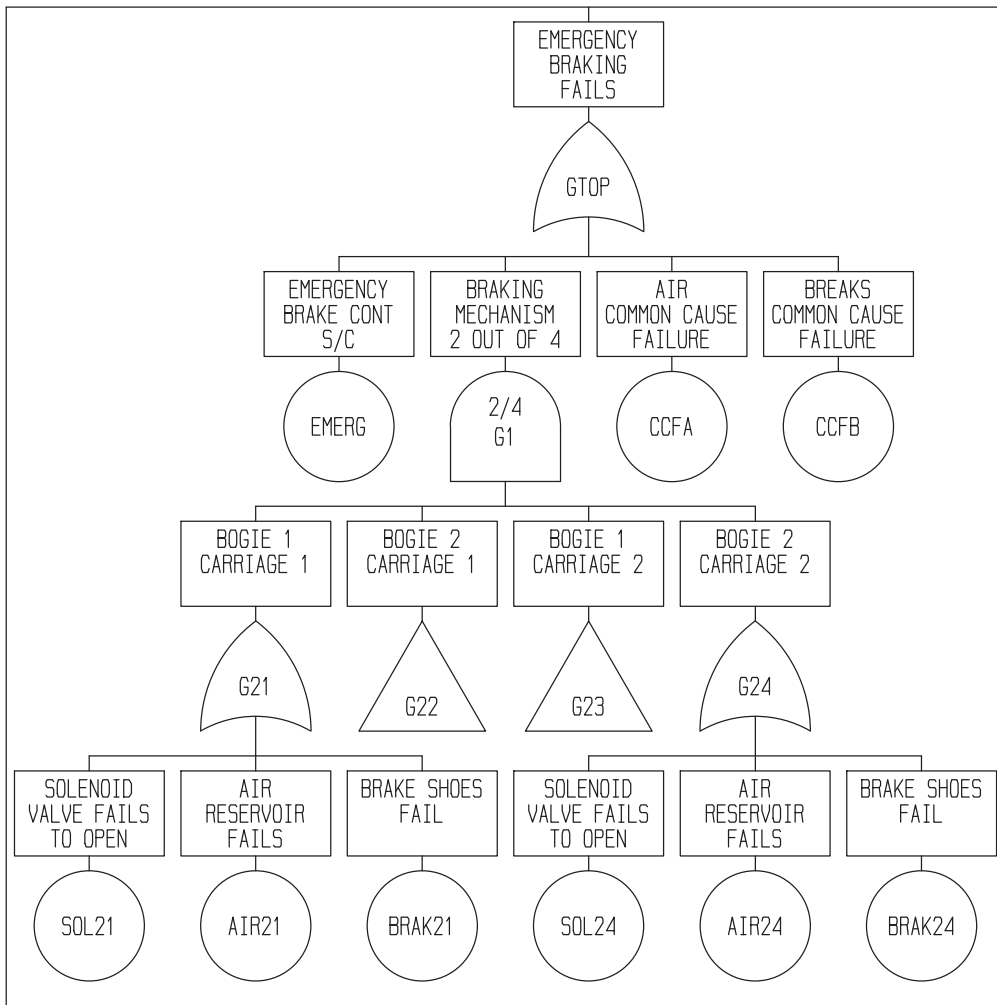 EMERGENCY
BRAKING
FAILS
GTOP
EMERGENCY
BRAKE CONT
S/C
BRAKING
MECHANISM
2 OUT OF 4
AIR
COMMON CAUSE
FAILURE
BREAKS
COMMON CAUSE
FAILURE
EMERG
2/4
G1
CCFA
CCFB
BOGIE 1
CARRIAGE 1
BOGIE 2
CARRIAGE 1
BOGIE 1
CARRIAGE 2
BOGIE 2
CARRIAGE 2
G21
G22
G23
G24
SOLENOID
VALVE FAILS
TO OPEN
AIR
RESERVOIR
FAILS
BRAKE SHOES
FAIL
SOLENOID
VALVE FAILS
TO OPEN
AIR
RESERVOIR
FAILS
BRAKE SHOES
FAIL
SOL21
AIR21
BRAK21
SOL24
AIR24
BRAK24